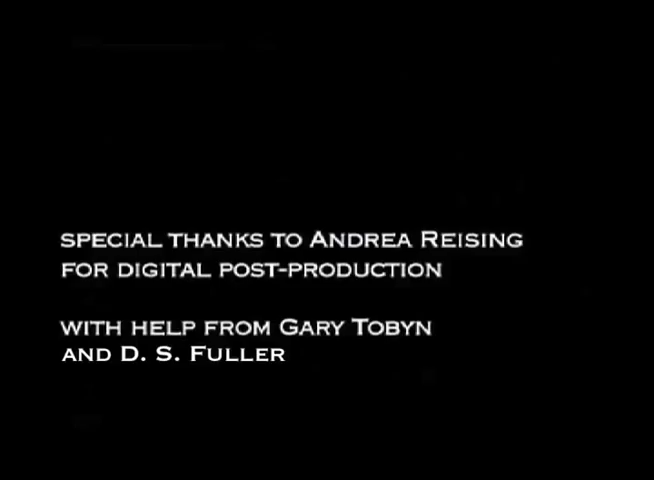 SPECIAL THANKS TO ANDREA REISING
FOR DIGITAL POST-PRODUCTION
WITH HELP FROM GARY TOBYN
AND D. S. FULLER